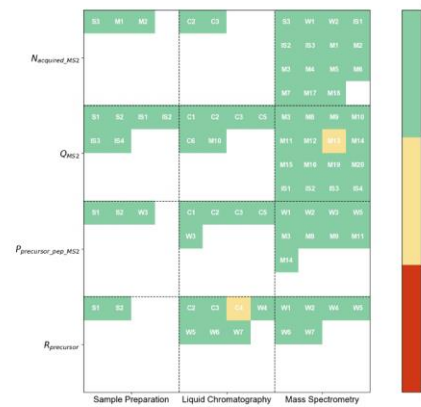 S3 M1 M2 C2 C3 S3 W1 W2 IS1
IS2 IS3 M1 M2
N_acquired_MS2
M3 M4 M5 M6
M7 M17 M18
S1 S2 IS1 IS2 C1 C2 C3 C5 M3 M8 M9 M10
IS3 IS4 C6 M10 M11 M12 M13 M14
Q_MS2
M15 M16 M19 M20
IS1 IS2 IS3 IS4
S1 S2 W3 C1 C2 C3 C5 W1 W2 W3 W5
W3 M3 M8 M9 M11
P_precursor_pep_MS2
M14
S1 S2 C2 C3 W4 W1 W2 W4 W5
W5 W6 W7 W6 W7
R_precursor
Sample Preparation Liquid Chromatography Mass Spectrometry